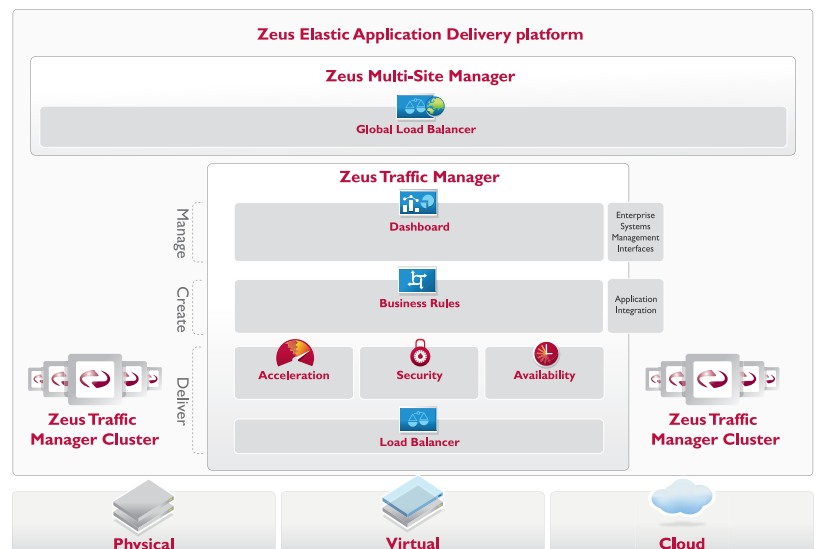 Zeus Elastic Application Delivery platform
Zeus Multi-Site Manager
Global Load Balancer
Zeus Traffic Manager
Manage
Dashboard
Enterprise
Systems
Management
Interfaces
Create
Business Rules
Application
Integration
Deliver
Acceleration
Security
Availability
Load Balancer
Zeus Traffic
Manager Cluster
Zeus Traffic
Manager Cluster
Physical
Virtual
Cloud